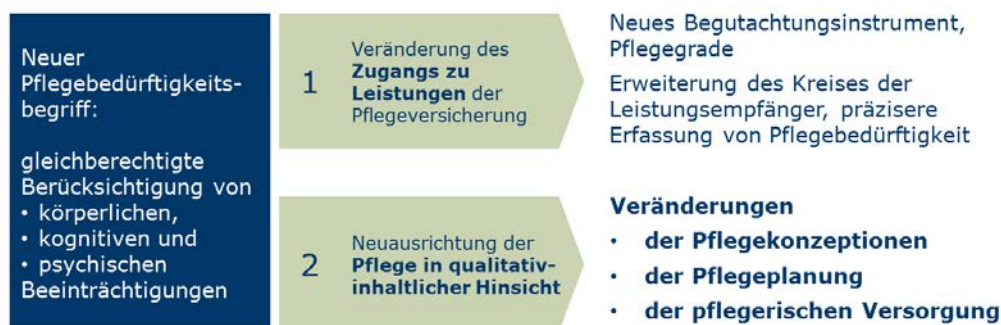 Neuer
Pflegebedürftigkeits-
begriff:
gleichberechtigte
Berücksichtigung von
• körperlichen,
• kognitiven und
• psychischen
Beeinträchtigungen
1
Veränderung des
Zugangs zu
Leistungen der
Pflegeversicherung
Neues Begutachtungsinstrument,
Pflegegrade
Erweiterung des Kreises der
Leistungsempfänger, präzisere
Erfassung von Pflegebedürftigkeit
2
Neuausrichtung der
Pflege in qualitativ-
inhaltlicher Hinsicht
Veränderungen
• der Pflegekonzeptionen
• der Pflegeplanung
• der pflegerischen Versorgung